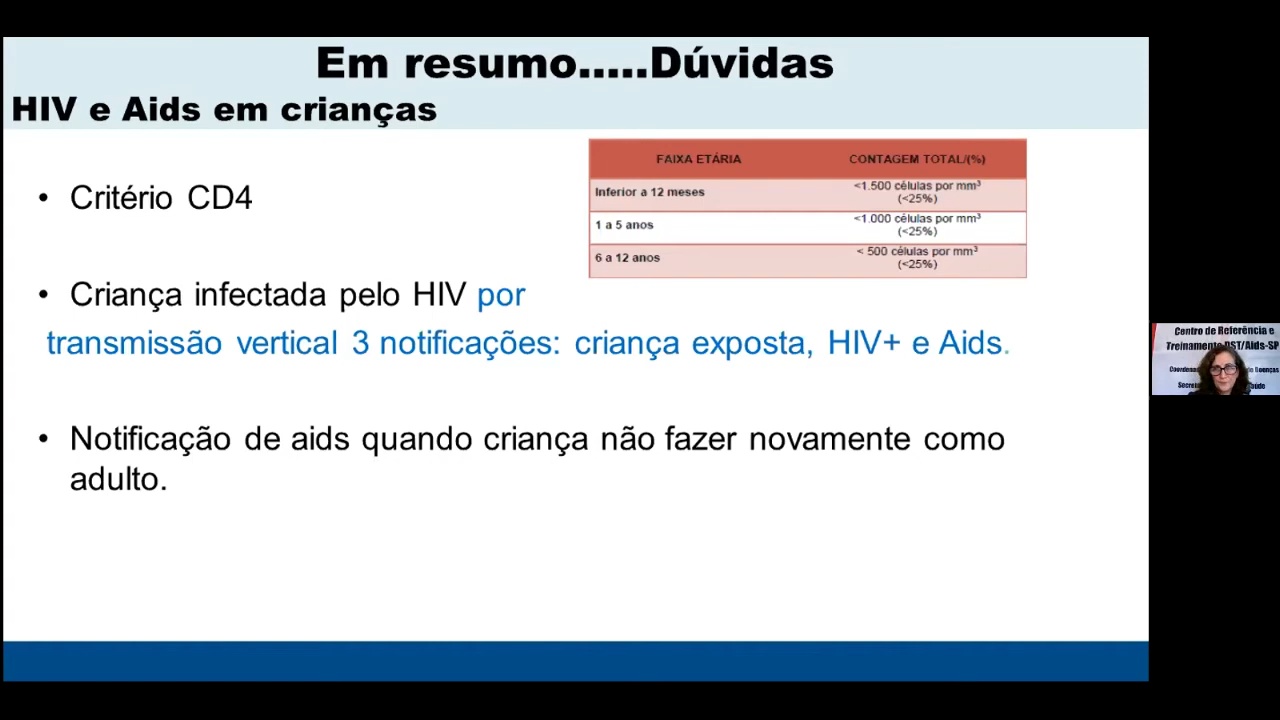 Em resumo.....Dúvidas
HIV e Aids em crianças
• Critério CD4
FAIXA ETÁRIA CONTAGEM TOTAL/(%)
Inferior a 12 meses <1.500 células por mm³
(<25%)
1 a 5 anos <1.000 células por mm³
(<25%)
6 a 12 anos < 500 células por mm³
(<25%)
• Criança infectada pelo HIV por
transmissão vertical 3 notificações: criança exposta, HIV+ e Aids.
• Notificação de aids quando criança não fazer novamente como
adulto.
Centro de Referência e
Treinamento DST/Aids-SP